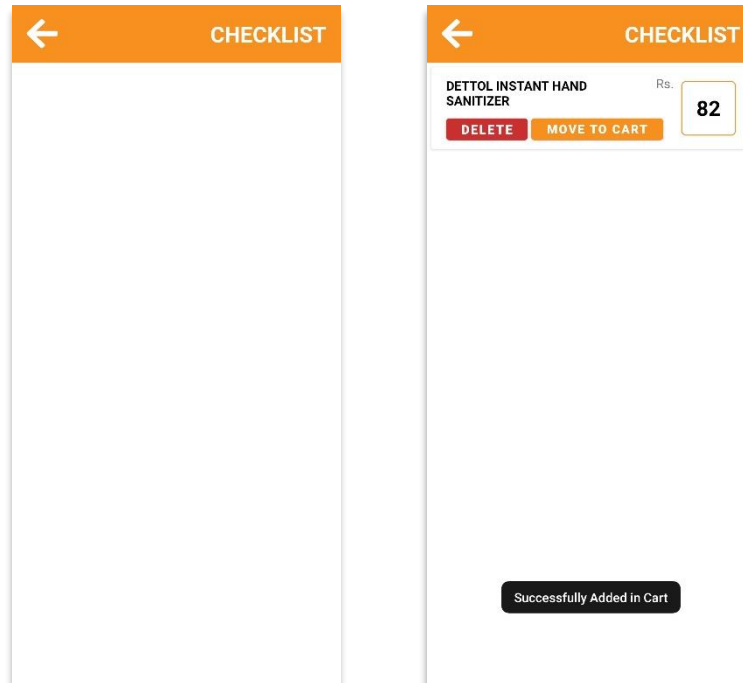 CHECKLIST
CHECKLIST
DETTOL INSTANT HAND
SANITIZER
Rs.
82
DELETE
MOVE TO CART
Successfully Added in Cart